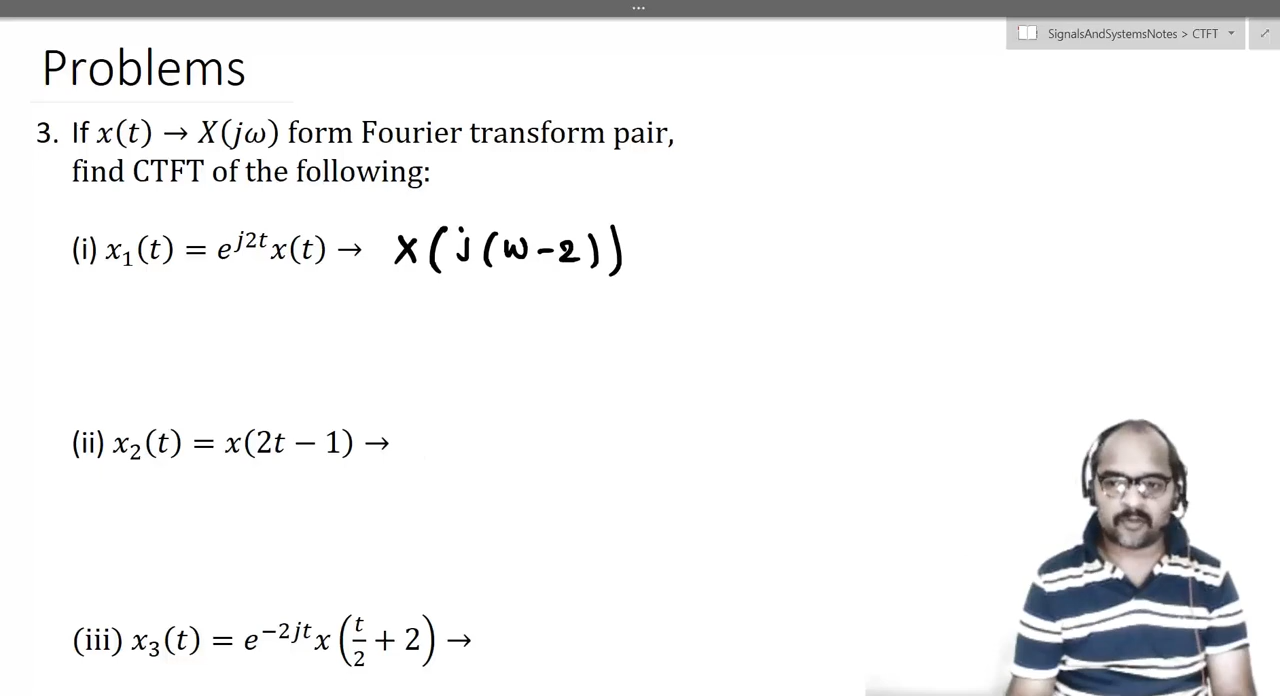 SignalsAndSystemsNotes > CTFT
Problems
3. If x(t) → X(jω) form Fourier transform pair,
find CTFT of the following:
(i) x₁(t) = e^{j2t}x(t) → X(j(ω-2))
(ii) x₂(t) = x(2t − 1) →
(iii) x₃(t) = e^{−2jt}x(t/2 + 2) →